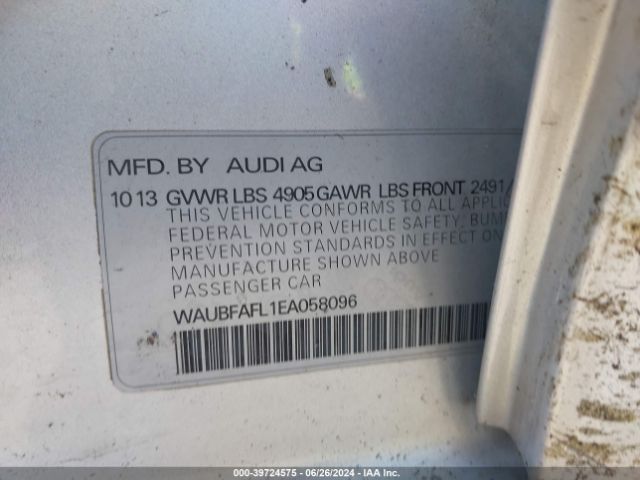 MFD. BY AUDI AG
10 13 GVWR LBS 4905 GAWR LBS FRONT 2491
THIS VEHICLE CONFORMS TO ALL
FEDERAL MOTOR VEHICLE SAFETY,
PREVENTION STANDARDS IN EFFECT ON
MANUFACTURE SHOWN ABOVE
PASSENGER CAR
WAUBFAFL1EA058096
000-39724575 | 06/26/2024 | IAA Inc.